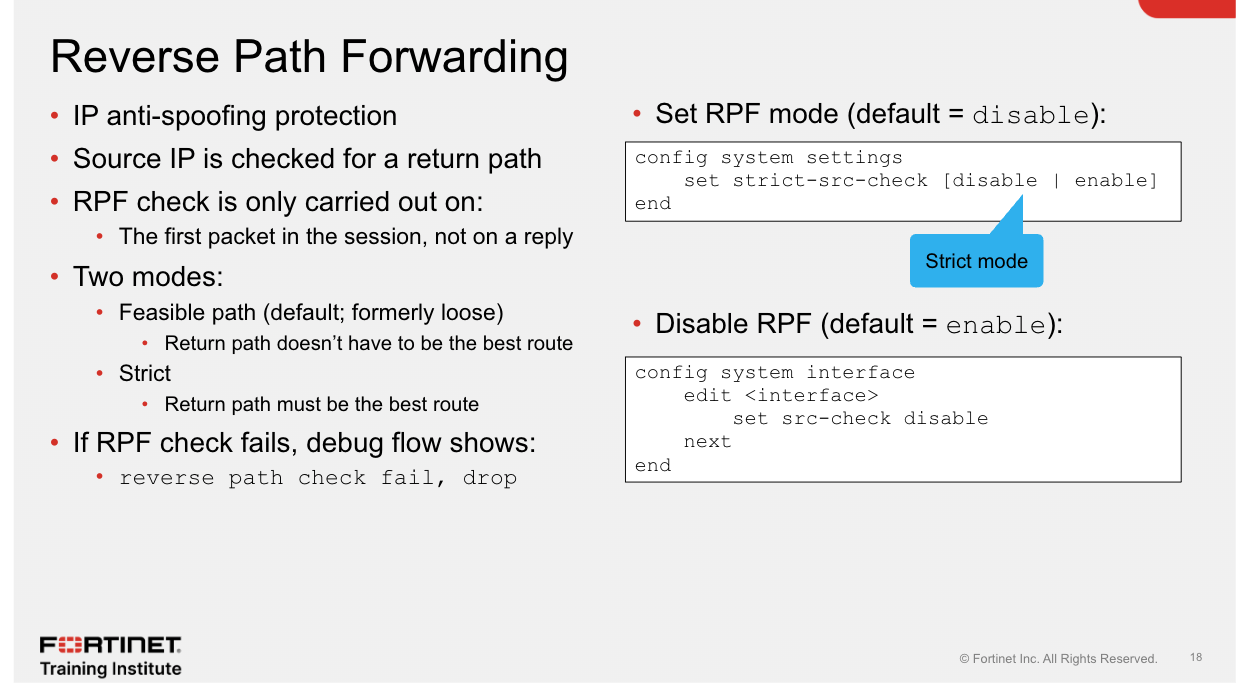 Reverse Path Forwarding
• IP anti-spoofing protection
• Source IP is checked for a return path
• RPF check is only carried out on:
• The first packet in the session, not on a reply
• Two modes:
• Feasible path (default; formerly loose)
• Return path doesn’t have to be the best route
• Strict
• Return path must be the best route
• If RPF check fails, debug flow shows:
• reverse path check fail, drop
• Set RPF mode (default = disable):
config system settings
    set strict-src-check [disable | enable]
end
Strict mode
• Disable RPF (default = enable):
config system interface
    edit <interface>
        set src-check disable
    next
end
FORTINET
Training Institute
© Fortinet Inc. All Rights Reserved.
18